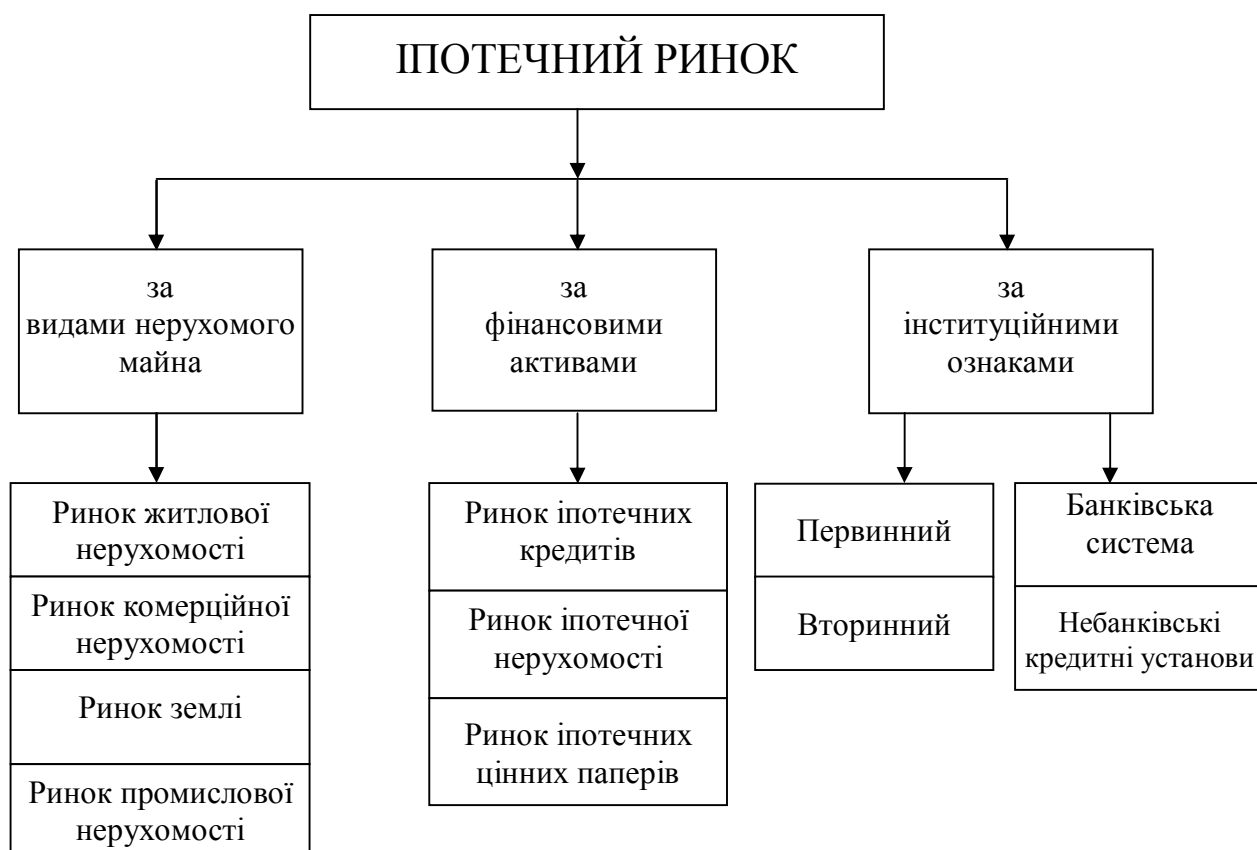 ІПОТЕЧНИЙ РИНОК
за
видами нерухомого
майна
за
фінансовими
активами
за
інституційними
ознаками
Ринок житлової
нерухомості
Ринок комерційної
нерухомості
Ринок землі
Ринок промислової
нерухомості
Ринок іпотечних
кредитів
Ринок іпотечної
нерухомості
Ринок іпотечних
цінних паперів
Первинний
Вторинний
Банківська
система
Небанківські
кредитні установи